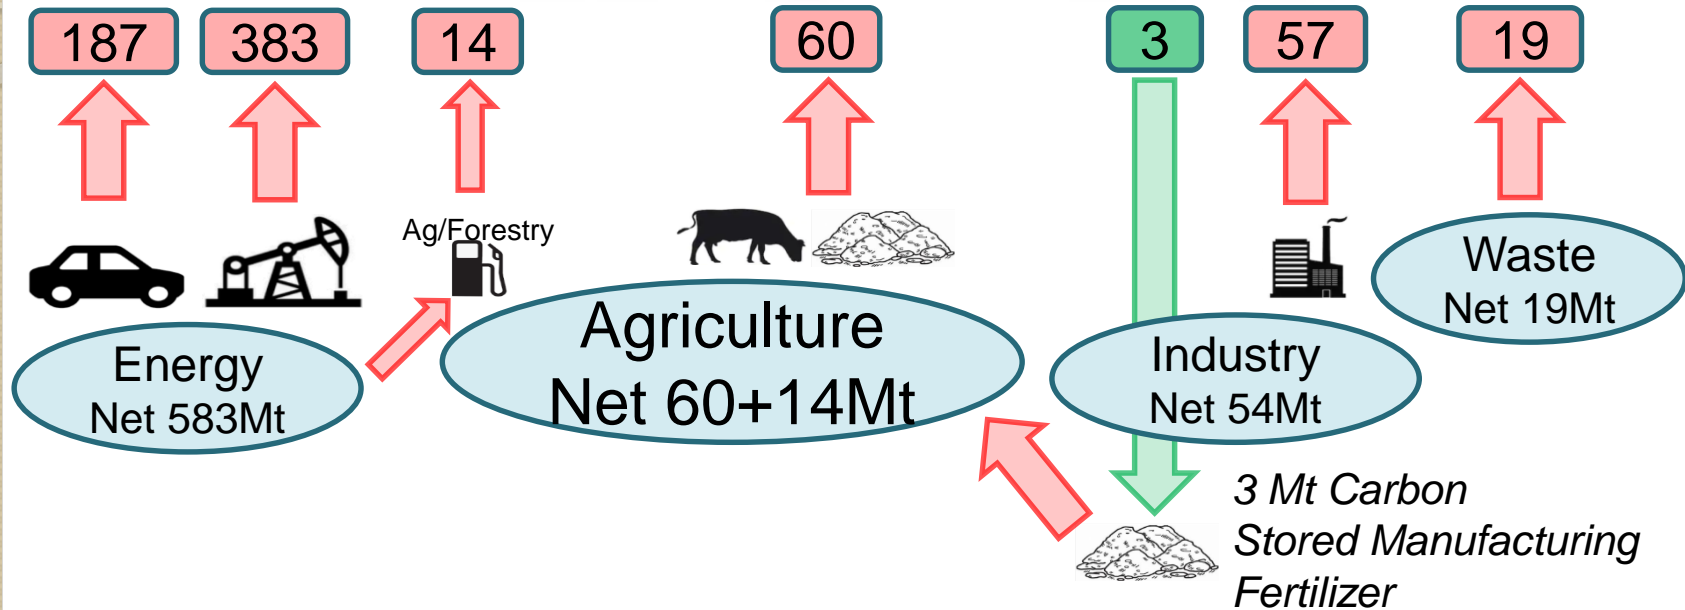 187
383
14
60
3
57
19
Ag/Forestry
Energy
Net 583Mt
Agriculture
Net 60+14Mt
Industry
Net 54Mt
Waste
Net 19Mt
3 Mt Carbon
Stored Manufacturing
Fertilizer